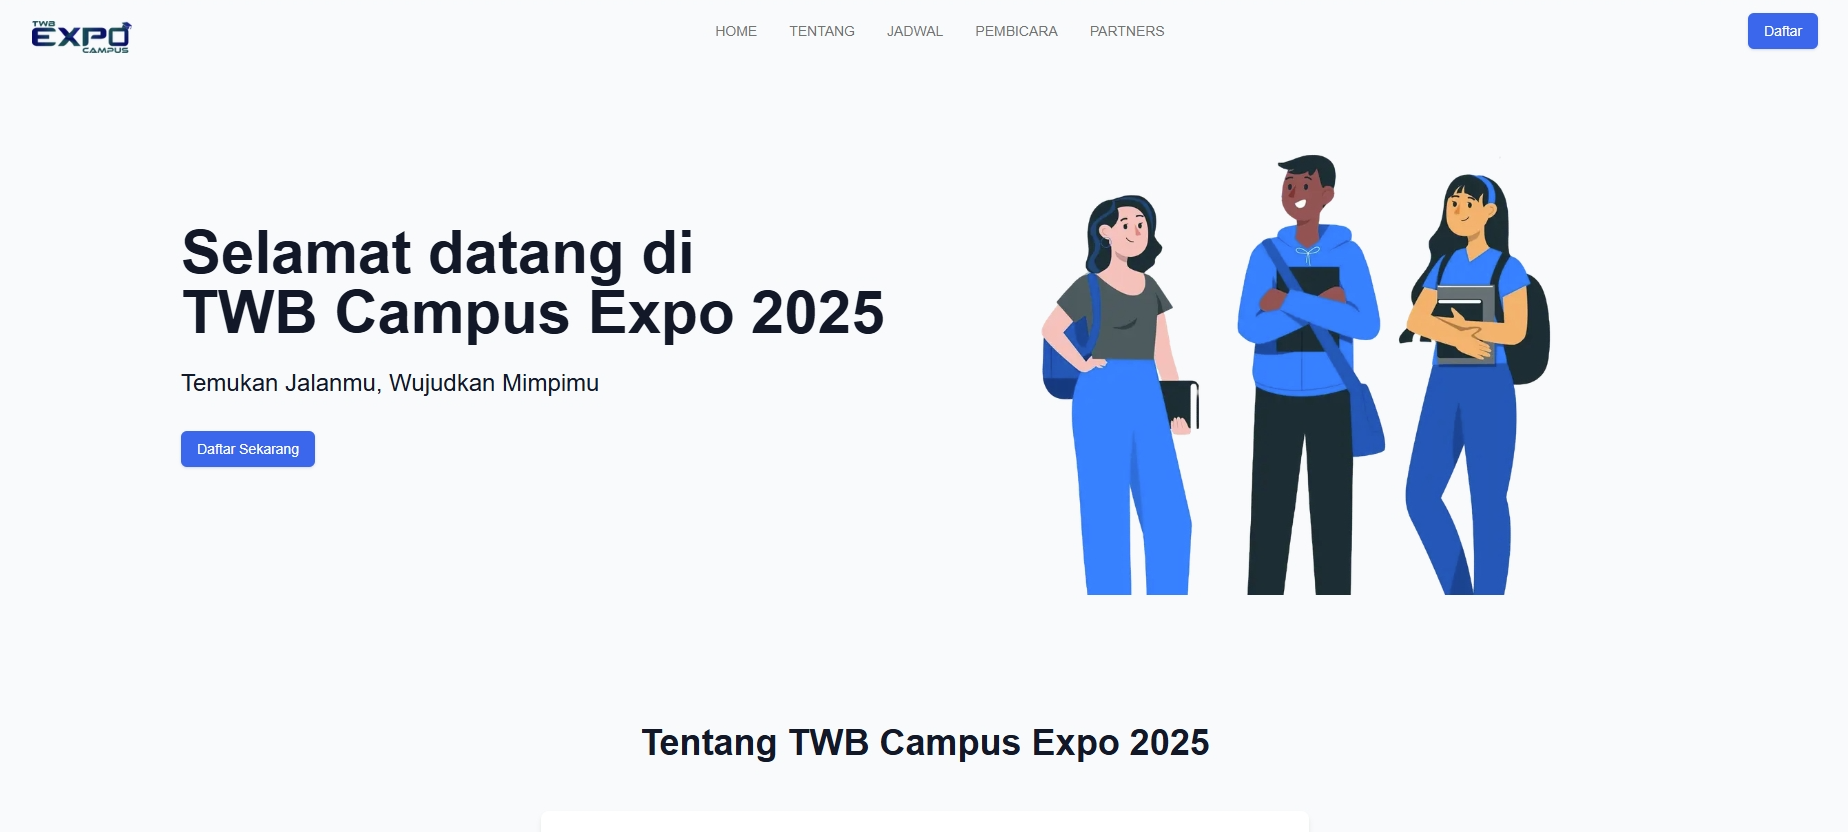 TWB
EXPO
CAMPUS
HOME
TENTANG
JADWAL
PEMBICARA
PARTNERS
Daftar
Selamat datang di
TWB Campus Expo 2025
Temukan Jalanmu, Wujudkan Mimpimu
Daftar Sekarang
Tentang TWB Campus Expo 2025